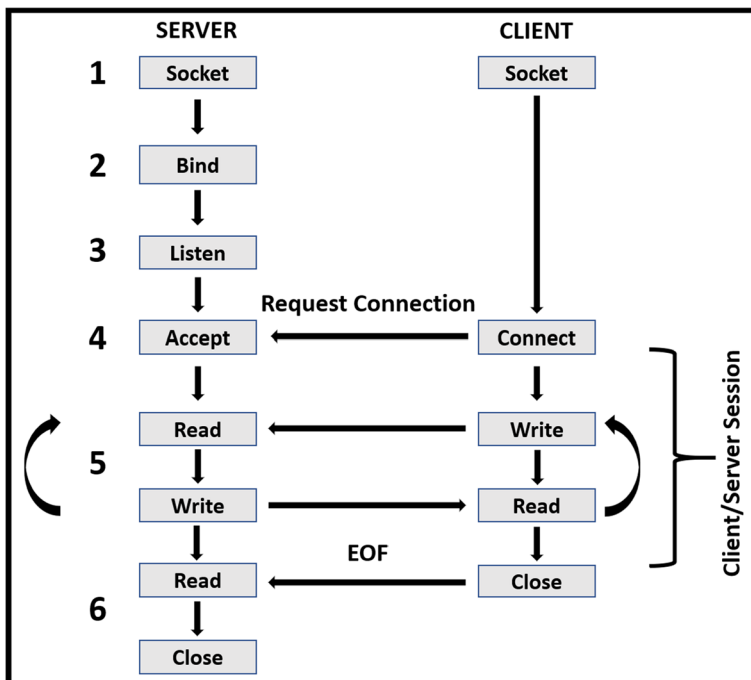 SERVER CLIENT
1 Socket Socket
2 Bind
3 Listen
Request Connection
4 Accept Connect
Read Write
5
Write Read
EOF
Read Close
6
Close
Client/Server Session